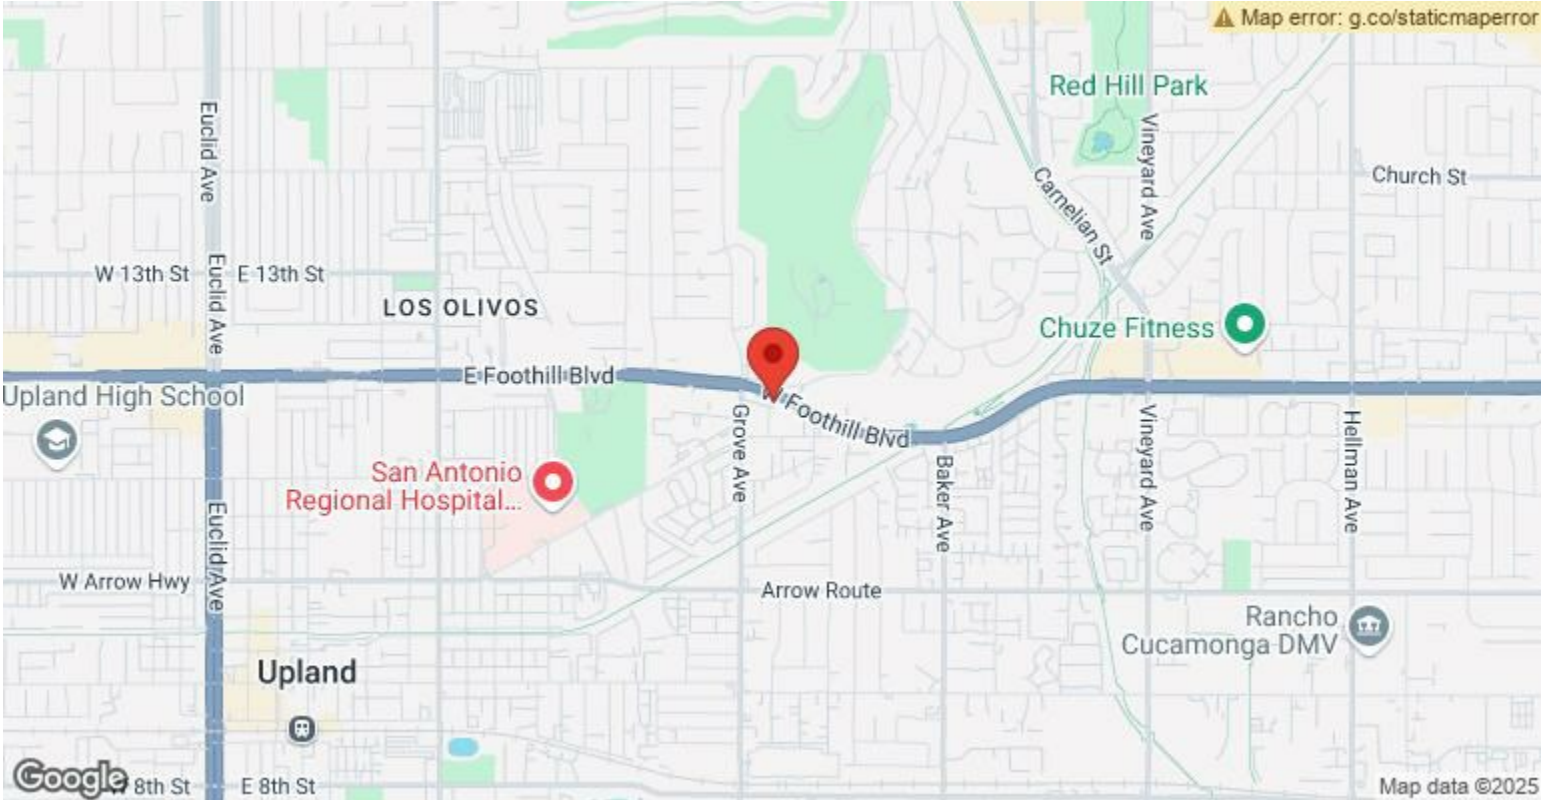 Map error: g.co/staticmaperror
Red Hill Park
Euclid Ave
Vineyard Ave
Church St
Carnelian St
W 13th St
E 13th St
Euclid Ave
LOS OLIVOS
Chuze Fitness
E Foothill Blvd
Upland High School
W Foothill Blvd
Grove Ave
Vineyard Ave
Hellman Ave
San Antonio
Regional Hospital...
Baker Ave
Euclid Ave
W Arrow Hwy
Arrow Route
Rancho
Cucamonga DMV
Upland
Google
W 8th St
E 8th St
Map data ©2025